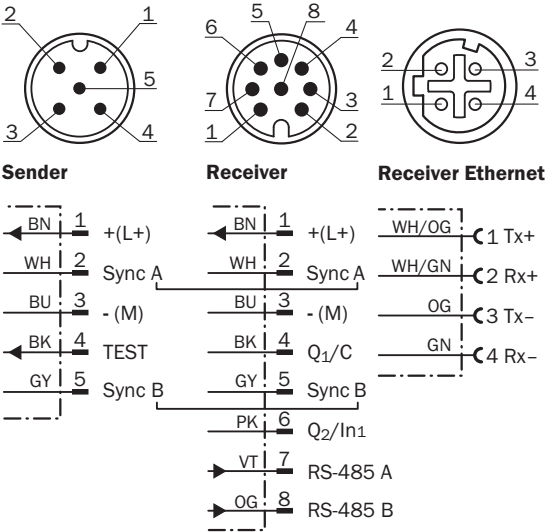 2 1 5 3 4
5 8 6 4 7 3 1 2
2 3 1 4
Sender
Receiver
Receiver Ethernet
BN 1 +(L+)
WH 2 Sync A
BU 3 - (M)
BK 4 TEST
GY 5 Sync B
BN 1 +(L+)
WH 2 Sync A
BU 3 - (M)
BK 4 Q1/C
GY 5 Sync B
PK 6 Q2/In1
VT 7 RS-485 A
OG 8 RS-485 B
WH/OG 1 Tx+
WH/GN 2 Rx+
OG 3 Tx–
GN 4 Rx–